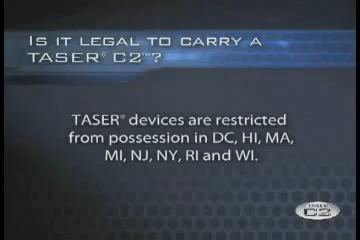 IS IT LEGAL TO CARRY A
TASER® C2™?
TASER® devices are restricted
from possession in DC, HI, MA,
MI, NJ, NY, RI and WI.
TASER
C2